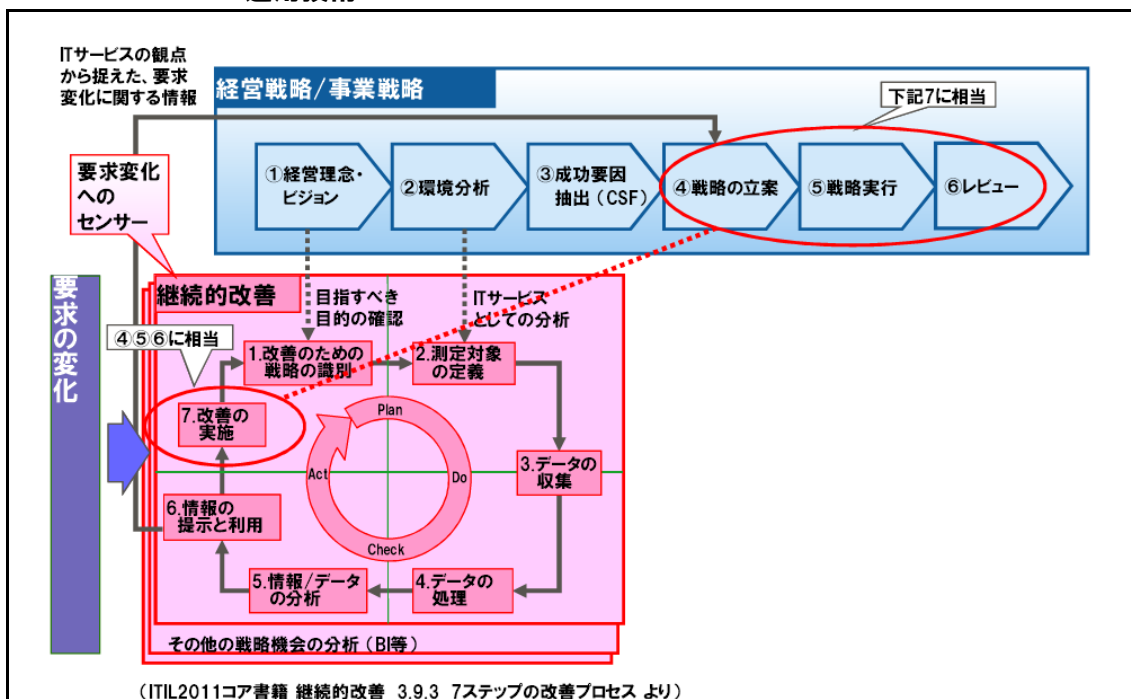 ITサービスの観点
から捉えた、要求
変化に関する情報
経営戦略/事業戦略
下記7に相当
要求変化
への
センサー
①経営理念・
ビジョン
②環境分析
③成功要因
抽出(CSF)
④戦略の立案
⑤戦略実行
⑥レビュー
要求の変化
継続的改善
目指すべき
目的の確認
ITサービス
としての分析
④⑤⑥に相当
1.改善のための
戦略の識別
2.測定対象
の定義
7.改善の
実施
Plan
Act
Do
Check
3.データの
収集
6.情報の
提示と利用
5.情報/データ
の分析
4.データの
処理
その他の戦略機会の分析(BI等)
(ITIL2011コア書籍 継続的改善 3.9.3 7ステップの改善プロセス より)